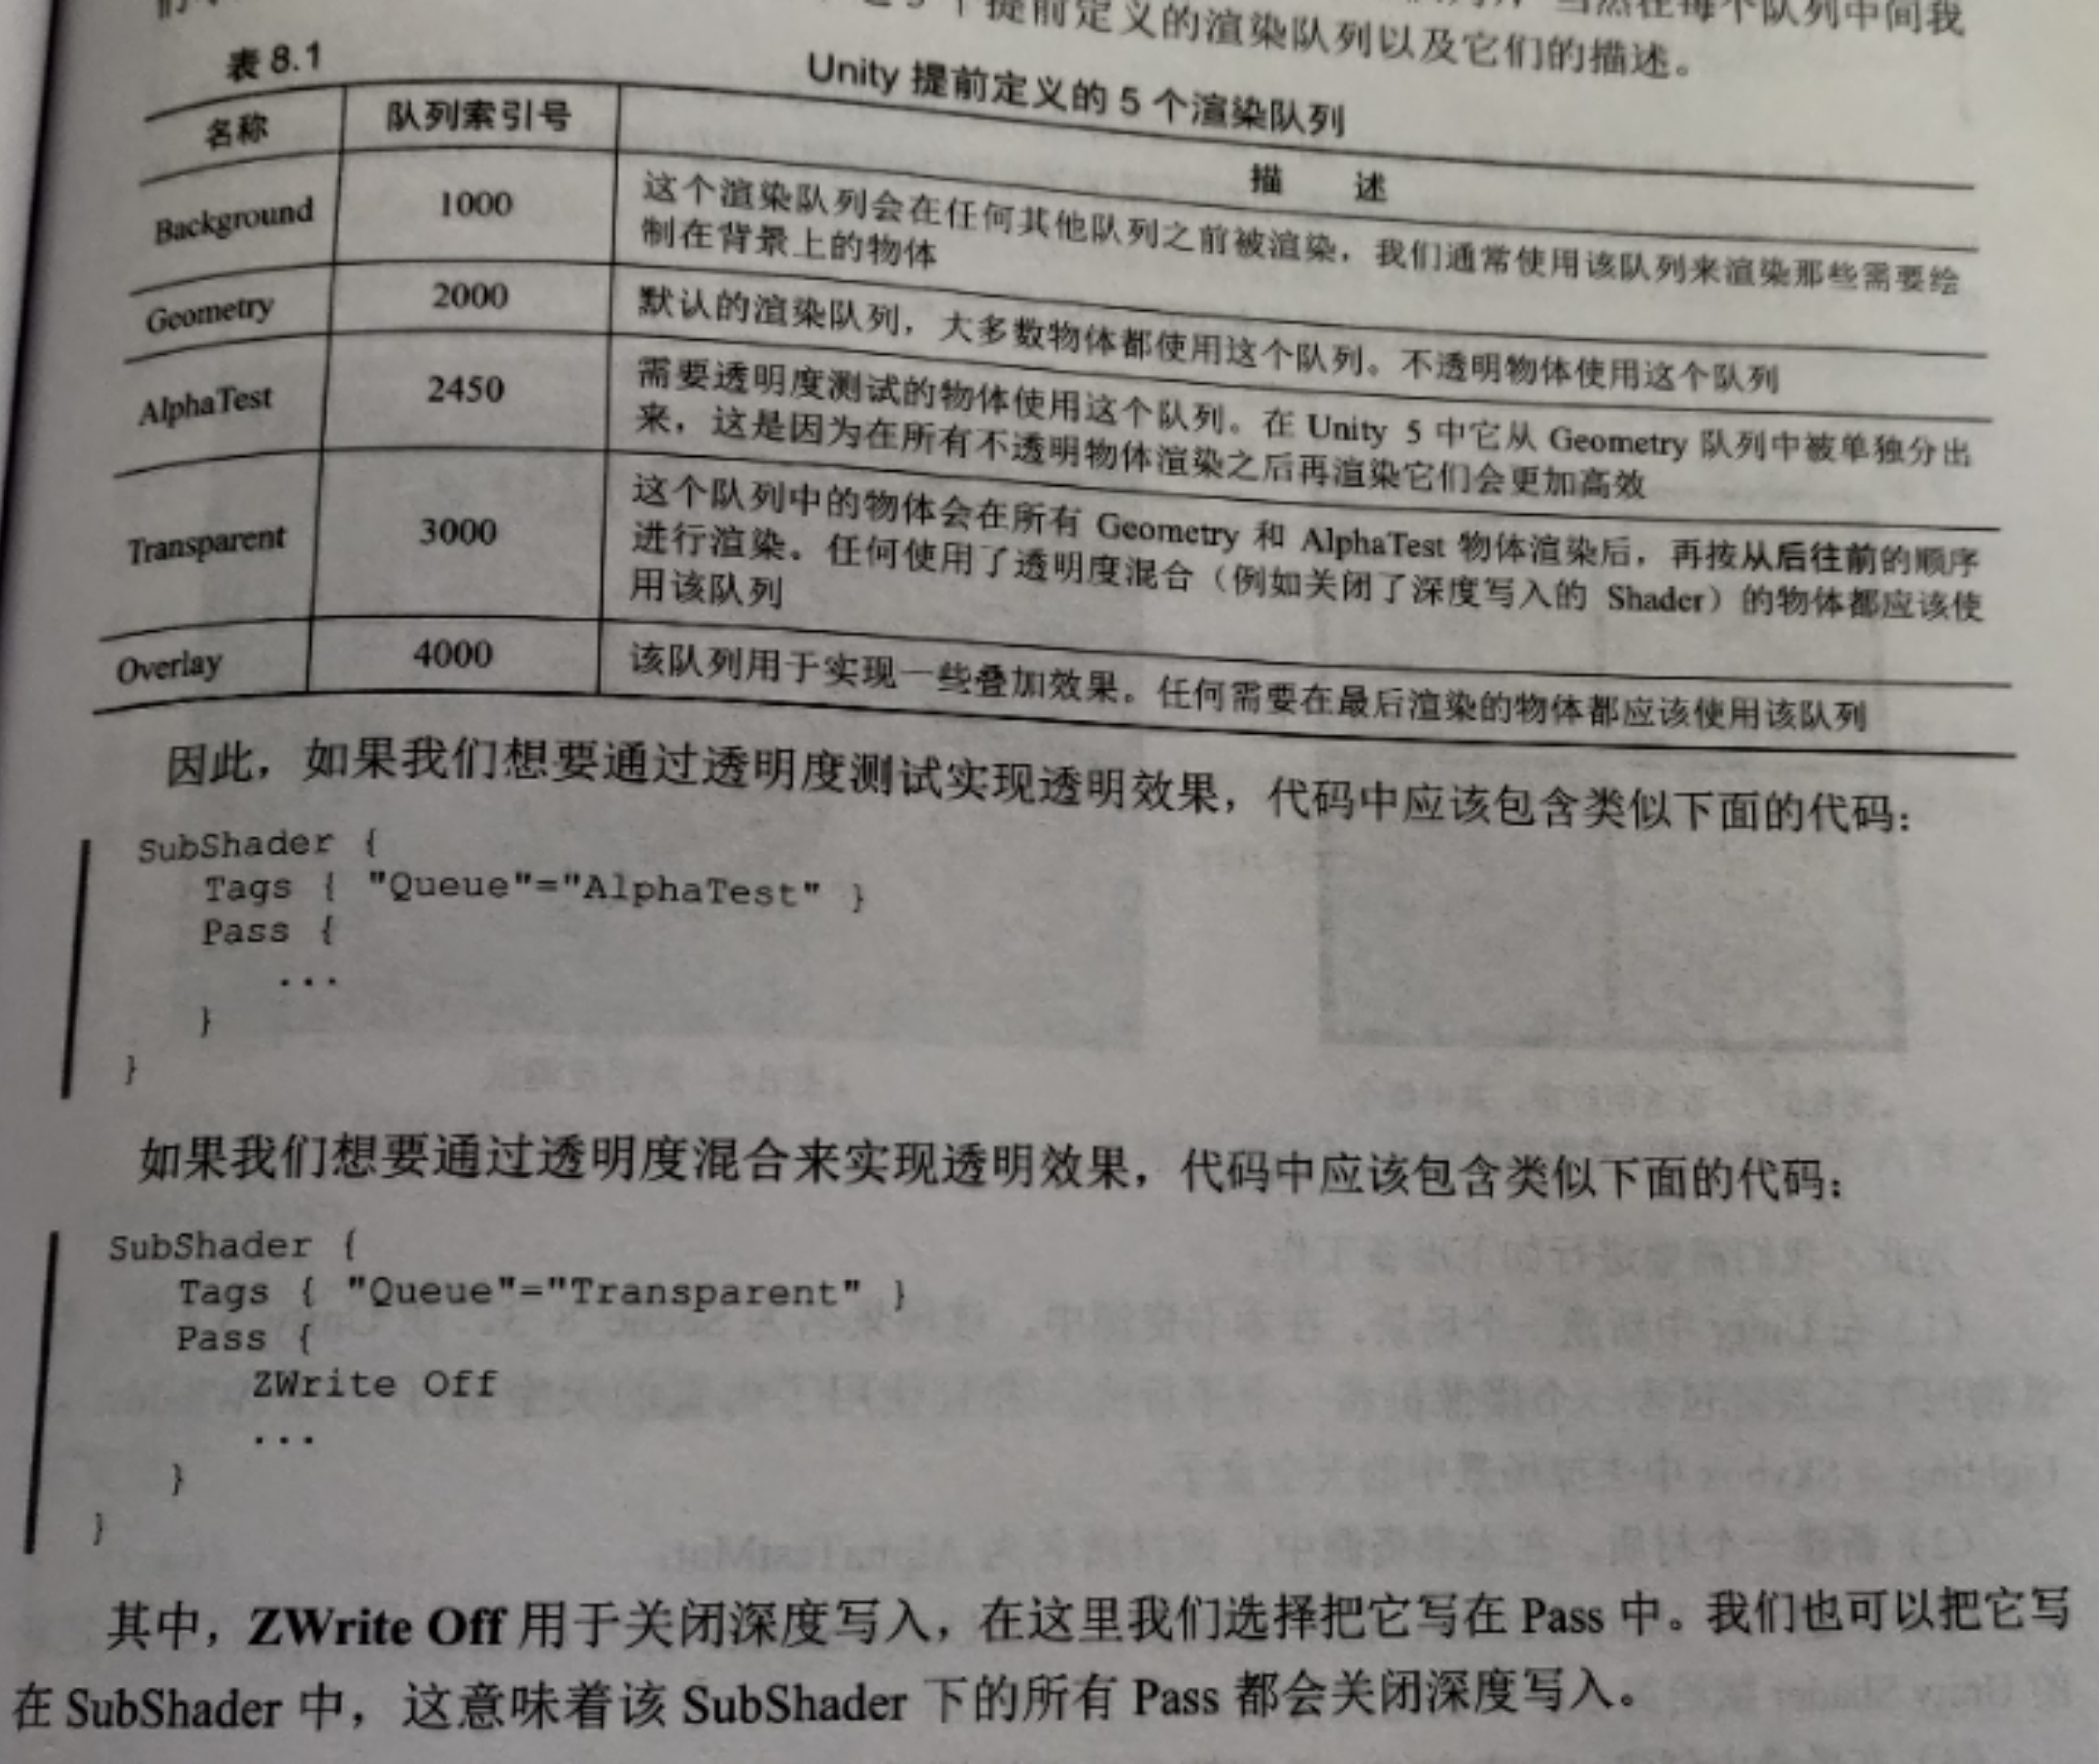 提前定义的渲染队列以及它们的描述。
表 8.1
Unity 提前定义的 5 个渲染队列
名称 队列索引号 描 述
Background 1000 这个渲染队列会在任何其他队列之前被渲染，我们通常使用该队列来渲染那些需要绘
制在背景上的物体
Geometry 2000 默认的渲染队列，大多数物体都使用这个队列。不透明物体使用这个队列
AlphaTest 2450 需要透明度测试的物体使用这个队列。在 Unity 5 中它从 Geometry 队列中被单独分出
来，这是因为在所有不透明物体渲染之后再渲染它们会更加高效
Transparent 3000 这个队列中的物体会在所有 Geometry 和 AlphaTest 物体渲染后，再按从后往前的顺序
进行渲染。任何使用了透明度混合（例如关闭了深度写入的 Shader）的物体都应该使
用该队列
Overlay 4000 该队列用于实现一些叠加效果。任何需要在最后渲染的物体都应该使用该队列
因此，如果我们想要通过透明度测试实现透明效果，代码中应该包含类似下面的代码：
SubShader {
Tags { "Queue"="AlphaTest" }
Pass {
...
}
}
如果我们想要通过透明度混合来实现透明效果，代码中应该包含类似下面的代码：
SubShader {
Tags { "Queue"="Transparent" }
Pass {
ZWrite Off
...
}
}
其中，ZWrite Off 用于关闭深度写入，在这里我们选择把它写在 Pass 中。我们也可以把它写
在 SubShader 中，这意味着该 SubShader 下的所有 Pass 都会关闭深度写入。